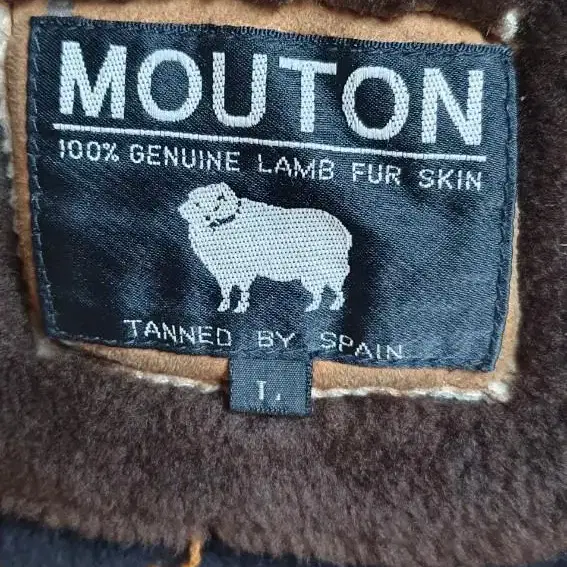 MOUTON
100% GENUINE LAMB FUR SKIN
TANNED BY SPAIN
L